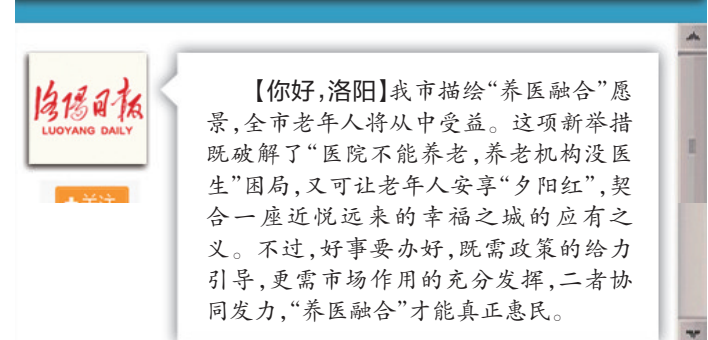 洛阳日报
LUOYANG DAILY
+关注
【你好,洛阳】我市描绘“养医融合”愿
景,全市老年人将从中受益。这项新举措
既破解了“医院不能养老,养老机构没医
生”困局,又可让老年人安享“夕阳红”,契
合一座近悦远来的幸福之城的应有之
义。不过,好事要办好,既需政策的给力
引导,更需市场作用的充分发挥,二者协
同发力,“养医融合”才能真正惠民。